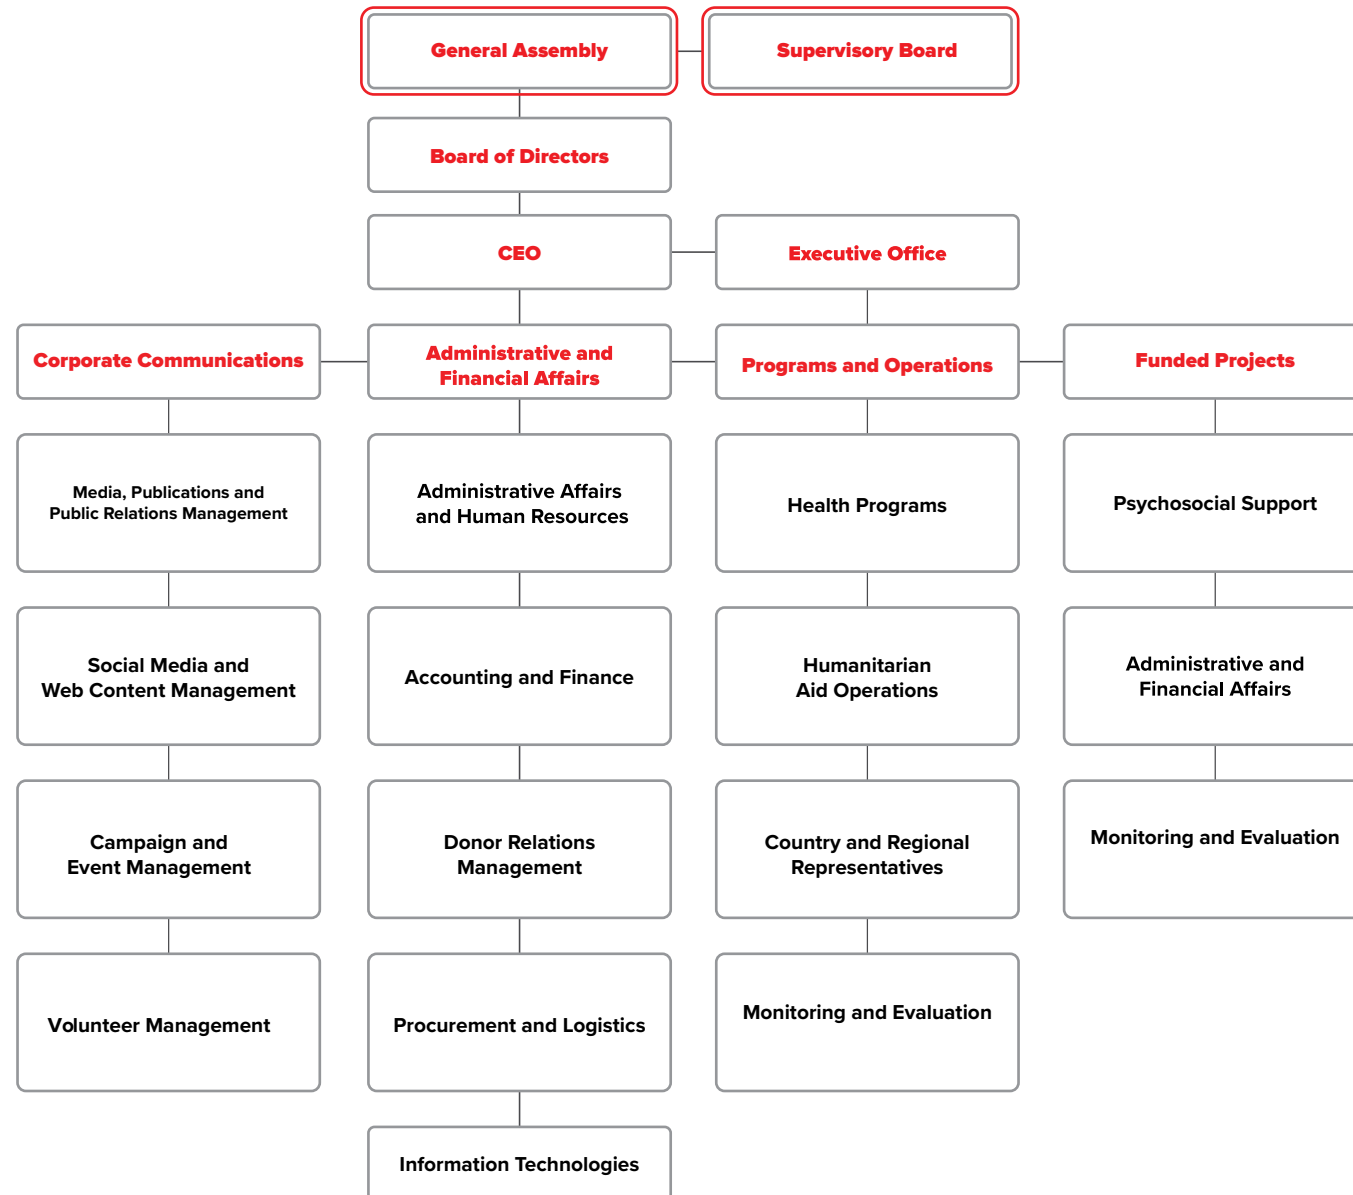 General Assembly
Supervisory Board
Board of Directors
CEO
Executive Office
Corporate Communications
Administrative and
Financial Affairs
Programs and Operations
Funded Projects
Media, Publications and
Public Relations Management
Administrative Affairs
and Human Resources
Health Programs
Psychosocial Support
Social Media and
Web Content Management
Accounting and Finance
Humanitarian
Aid Operations
Administrative and
Financial Affairs
Campaign and
Event Management
Donor Relations
Management
Country and Regional
Representatives
Monitoring and Evaluation
Volunteer Management
Procurement and Logistics
Monitoring and Evaluation
Information Technologies